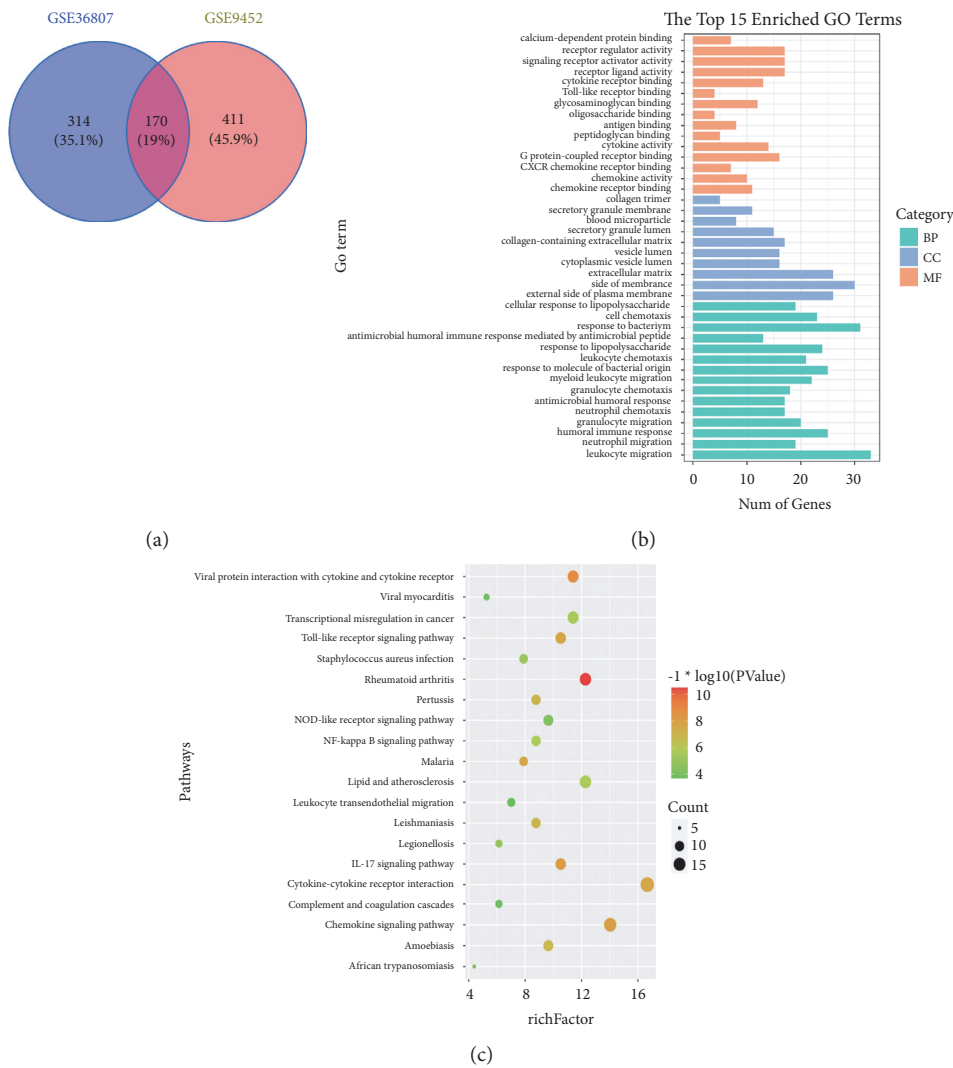 GSE36807
GSE9452
314
(35.1%)
170
(19%)
411
(45.9%)
(a)
The Top 15 Enriched GO Terms
Go term
calcium-dependent protein binding
receptor regulator activity
signaling receptor activator activity
receptor ligand activity
cytokine receptor binding
Toll-like receptor binding
glycosaminoglycan binding
oligosaccharide binding
antigen binding
peptidoglycan binding
cytokine activity
G protein-coupled receptor binding
CXCR chemokine receptor binding
chemokine activity
chemokine receptor binding
collagen trimer
secretory granule membrane
blood microparticle
secretory granule lumen
collagen-containing extracellular matrix
vesicle lumen
cytoplasmic vesicle lumen
extracellular matrix
side of membrance
external side of plasma membrane
cellular response to lipopolysaccharide
cell chemotaxis
response to bacteriym
antimicrobial humoral immune response mediated by antimicrobial peptide
response to lipopolysaccharide
leukocyte chemotaxis
response to molecule of bacterial origin
myeloid leukocyte migration
granulocyte chemotaxis
antimicrobial humoral response
neutrophil chemotaxis
granulocyte migration
humoral immune response
neutrophil migration
leukocyte migration
0 10 20 30
Num of Genes
Category
BP
CC
MF
(b)
Pathways
Viral protein interaction with cytokine and cytokine receptor
Viral myocarditis
Transcriptional misregulation in cancer
Toll-like receptor signaling pathway
Staphylococcus aureus infection
Rheumatoid arthritis
Pertussis
NOD-like receptor signaling pathway
NF-kappa B signaling pathway
Malaria
Lipid and atherosclerosis
Leukocyte transendothelial migration
Leishmaniasis
Legionellosis
IL-17 signaling pathway
Cytokine-cytokine receptor interaction
Complement and coagulation cascades
Chemokine signaling pathway
Amoebiasis
African trypanosomiasis
4 8 12 16
richFactor
-1 * log10(PValue)
10
8
6
4
Count
5
10
15
(c)